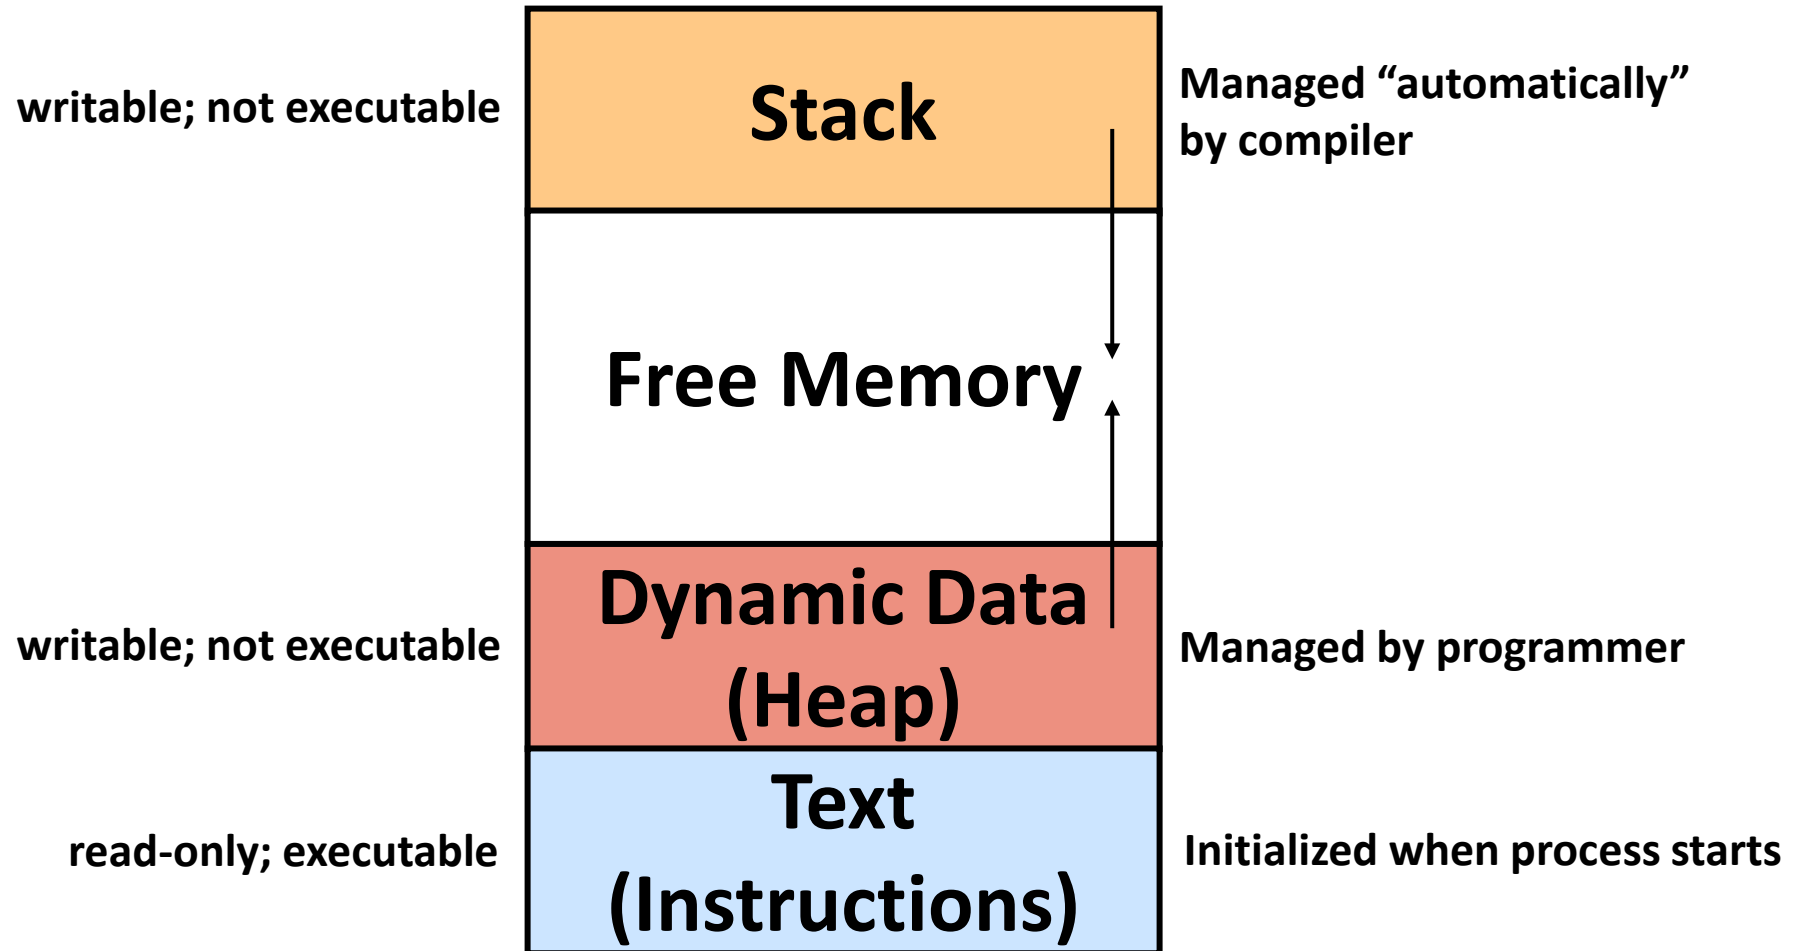 writable; not executable
Stack
Managed “automatically”
by compiler
Free Memory
writable; not executable
Dynamic Data
(Heap)
Managed by programmer
read-only; executable
Text
(Instructions)
Initialized when process starts